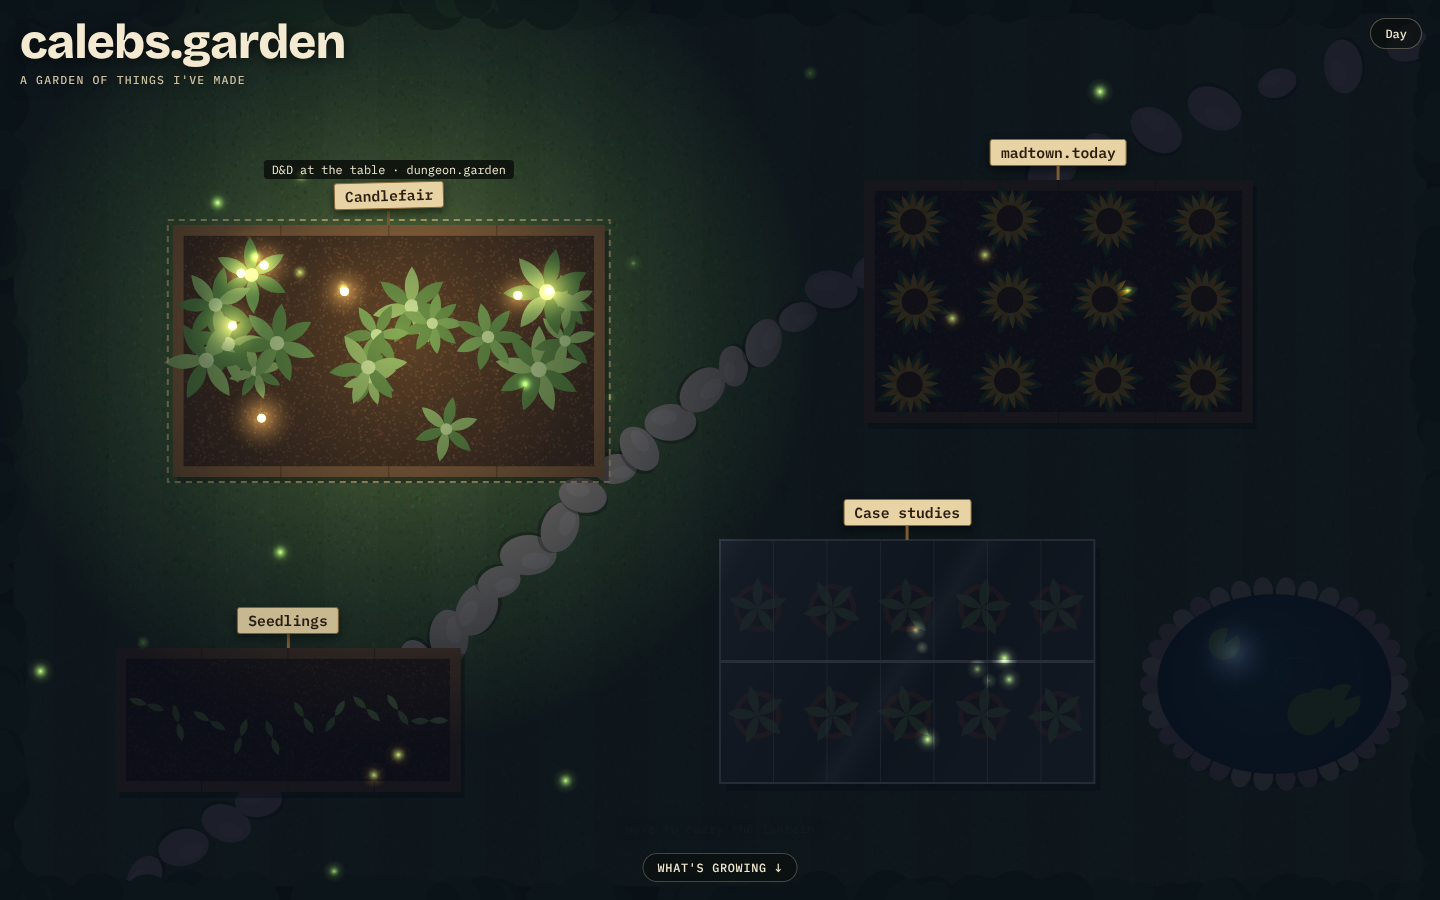 calebs.garden
A GARDEN OF THINGS I'VE MADE
Day
D&D at the table · dungeon.garden
Candlefair
madtown.today
Case studies
Seedlings
WHAT'S GROWING ↓